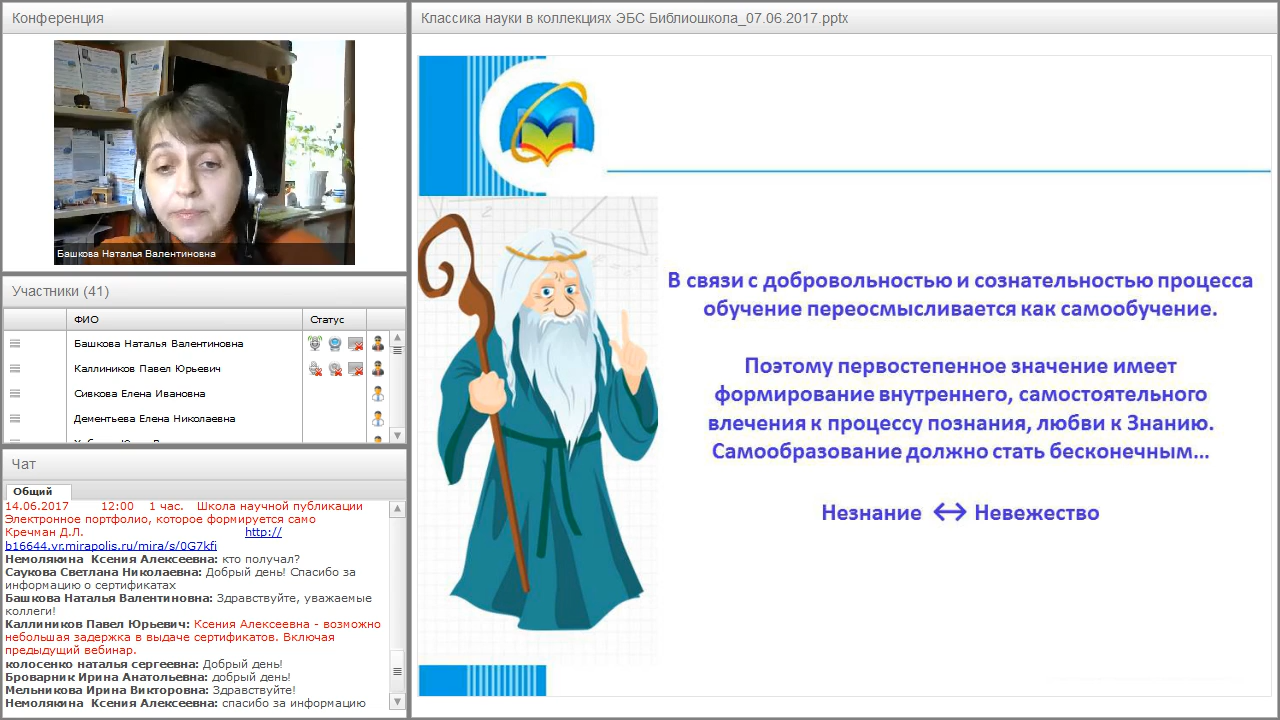 Конференция
Башкова Наталья Валентиновна
Участники (41)
ФИО
Статус
Башкова Наталья Валентиновна
Каллиников Павел Юрьевич
Сивкова Елена Ивановна
Дементьева Елена Николаевна
Чат
Общий
14.06.2017 12:00 1 час. Школа научной публикации
Электронное портфолио, которое формируется само
Кречман Д.Л. http://
b16644.vr.mirapolis.ru/mira/s/0G7kfi
Немолякина Ксения Алексеевна: кто получал?
Саукова Светлана Николаевна: Добрый день! Спасибо за
информацию о сертификатах
Башкова Наталья Валентиновна: Здравствуйте, уважаемые
коллеги!
Каллиников Павел Юрьевич: Ксения Алексеевна - возможно
небольшая задержка в выдаче сертификатов. Включая
предыдущий вебинар.
колосенко наталья сергеевна: Добрый день!
Броварник Ирина Анатольевна: добрый день!
Мельникова Ирина Викторовна: Здравствуйте!
Немолякина Ксения Алексеевна: спасибо за информацию
Классика науки в коллекциях ЭБС Библиошкола_07.06.2017.pptx
В связи с добровольностью и сознательностью процесса
обучение переосмысливается как самообучение.
Поэтому первостепенное значение имеет
формирование внутреннего, самостоятельного
влечения к процессу познания, любви к Знанию.
Самообразование должно стать бесконечным...
Незнание ↔ Невежество